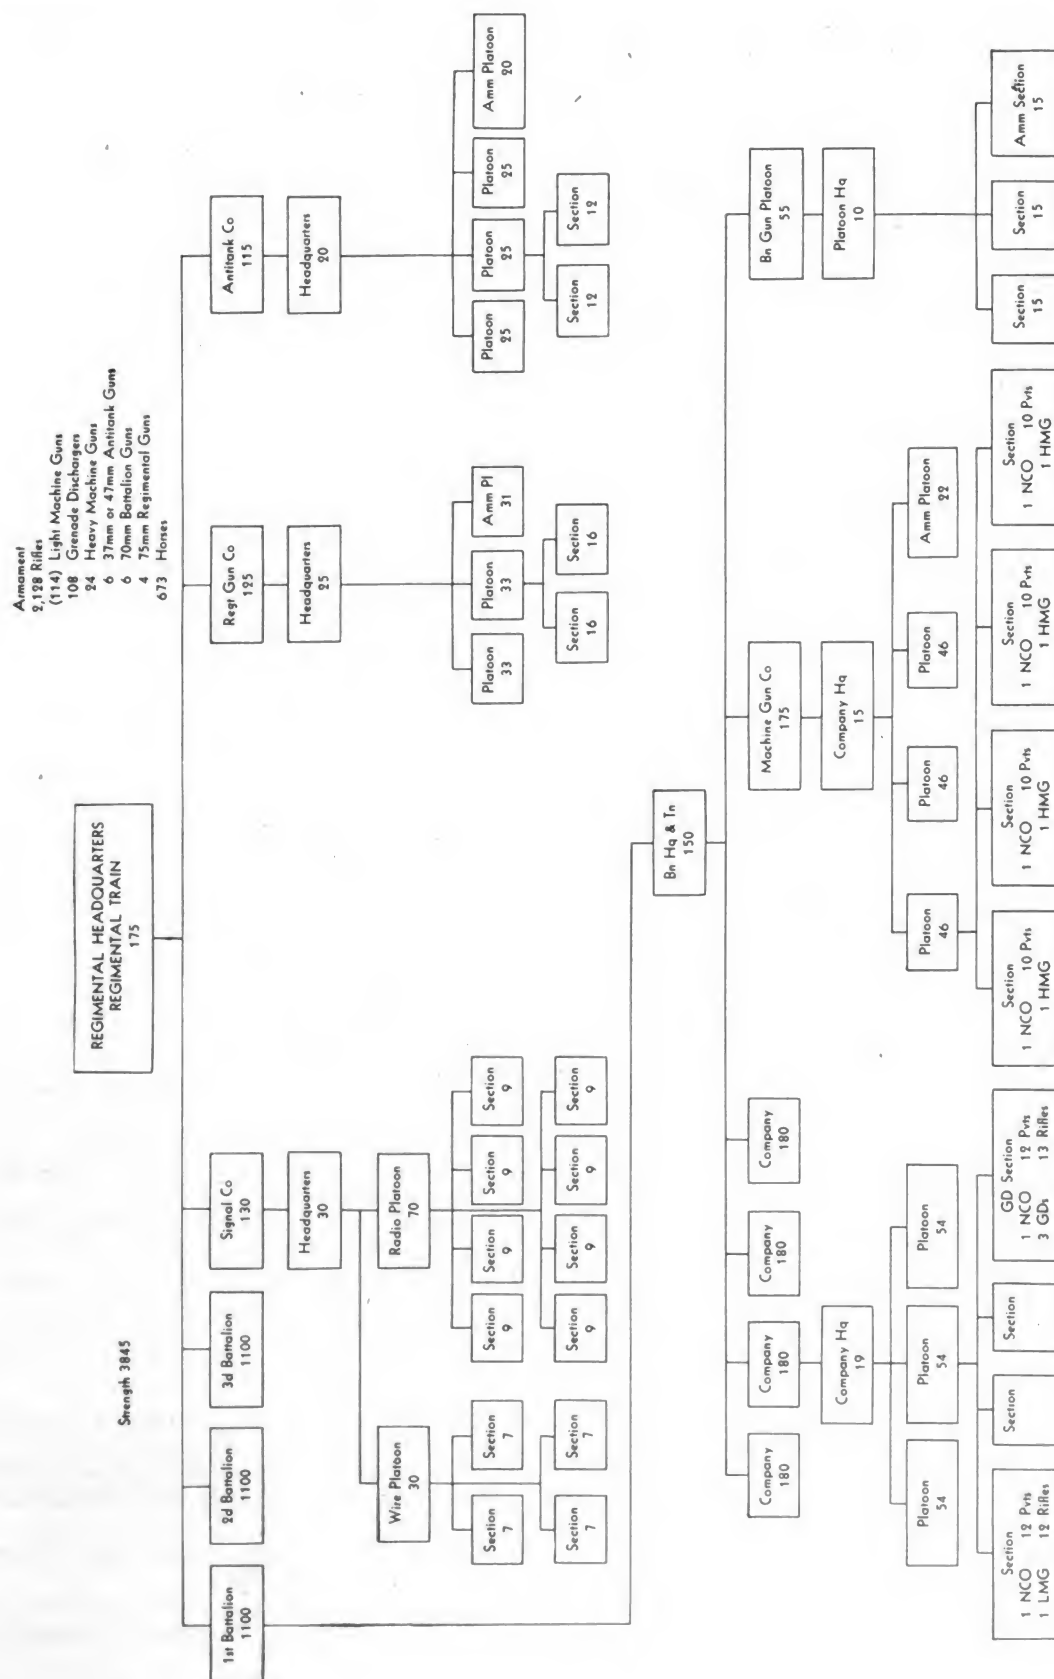 Strength 3845
Armament
2,128 Rifles
(114) Light Machine Guns
108 Grenade Dischargers
24 Heavy Machine Guns
6 37mm or 47mm Antitank Guns
6 70mm Battalion Guns
4 75mm Regimental Guns
673 Horses
REGIMENTAL HEADQUARTERS
REGIMENTAL TRAIN
175
1st Battalion
1100
2d Battalion
1100
3d Battalion
1100
Signal Co
130
Regt Gun Co
125
Antitank Co
115
Headquarters
30
Headquarters
25
Headquarters
20
Wire Platoon
30
Radio Platoon
70
Section
7
Section
7
Section
9
Section
9
Section
9
Section
9
Platoon
33
Platoon
33
Amm Pl
31
Platoon
25
Platoon
25
Platoon
25
Amm Platoon
20
Section
7
Section
7
Section
9
Section
9
Section
9
Section
9
Section
16
Section
16
Section
12
Section
12
Bn Hq & Tn
150
Company
180
Company
180
Company
180
Company
180
Machine Gun Co
175
Bn Gun Platoon
55
Company Hq
19
Company Hq
15
Platoon Hq
10
Platoon
54
Platoon
54
Platoon
54
Platoon
46
Platoon
46
Platoon
46
Amm Platoon
22
Section
1 NCO 12 Pvts
1 LMG 12 Rifles
Section
Section
GD Section
1 NCO 12 Pvts
3 GDs 13 Rifles
Section
1 NCO 10 Pvts
1 HMG
Section
1 NCO 10 Pvts
1 HMG
Section
1 NCO 10 Pvts
1 HMG
Section
1 NCO 10 Pvts
1 HMG
Section
15
Section
15
Amm Section
15